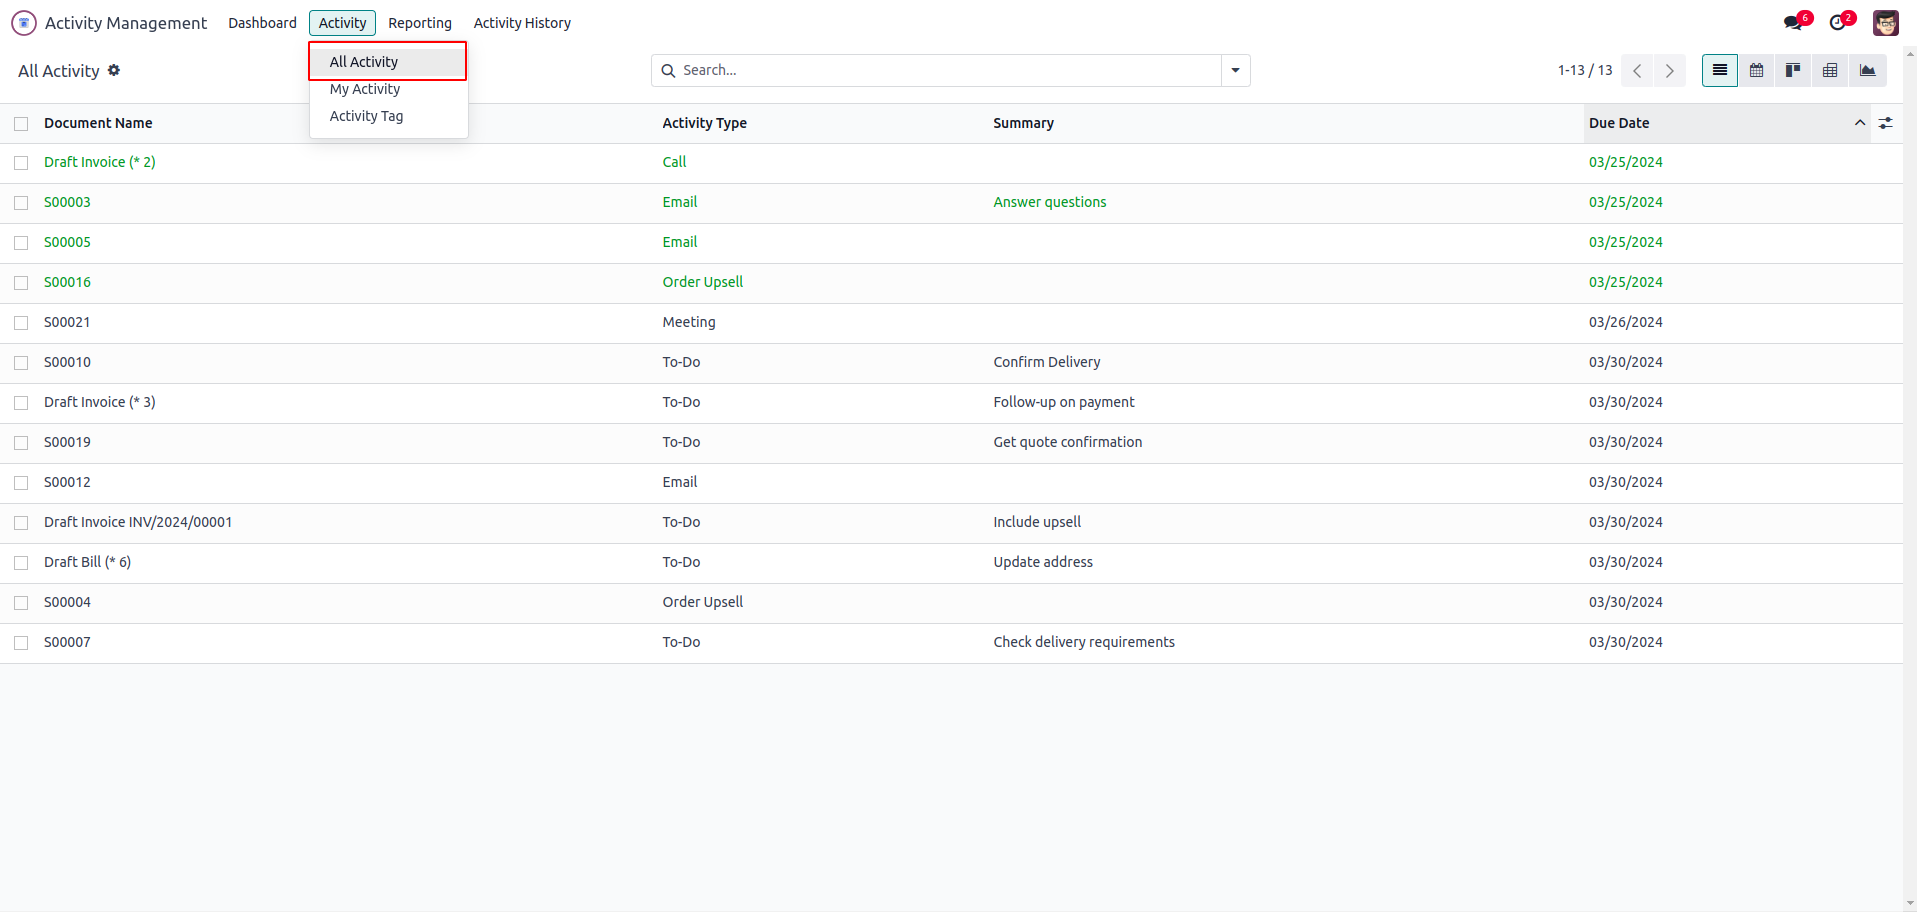 Activity Management Dashboard Activity Reporting Activity History 6 2
All Activity
All Activity Search... 1-13 / 13
My Activity
Activity Tag
Document Name Activity Type Summary Due Date
Draft Invoice (* 2) Call 03/25/2024
S00003 Email Answer questions 03/25/2024
S00005 Email 03/25/2024
S00016 Order Upsell 03/25/2024
S00021 Meeting 03/26/2024
S00010 To-Do Confirm Delivery 03/30/2024
Draft Invoice (* 3) To-Do Follow-up on payment 03/30/2024
S00019 To-Do Get quote confirmation 03/30/2024
S00012 Email 03/30/2024
Draft Invoice INV/2024/00001 To-Do Include upsell 03/30/2024
Draft Bill (* 6) To-Do Update address 03/30/2024
S00004 Order Upsell 03/30/2024
S00007 To-Do Check delivery requirements 03/30/2024